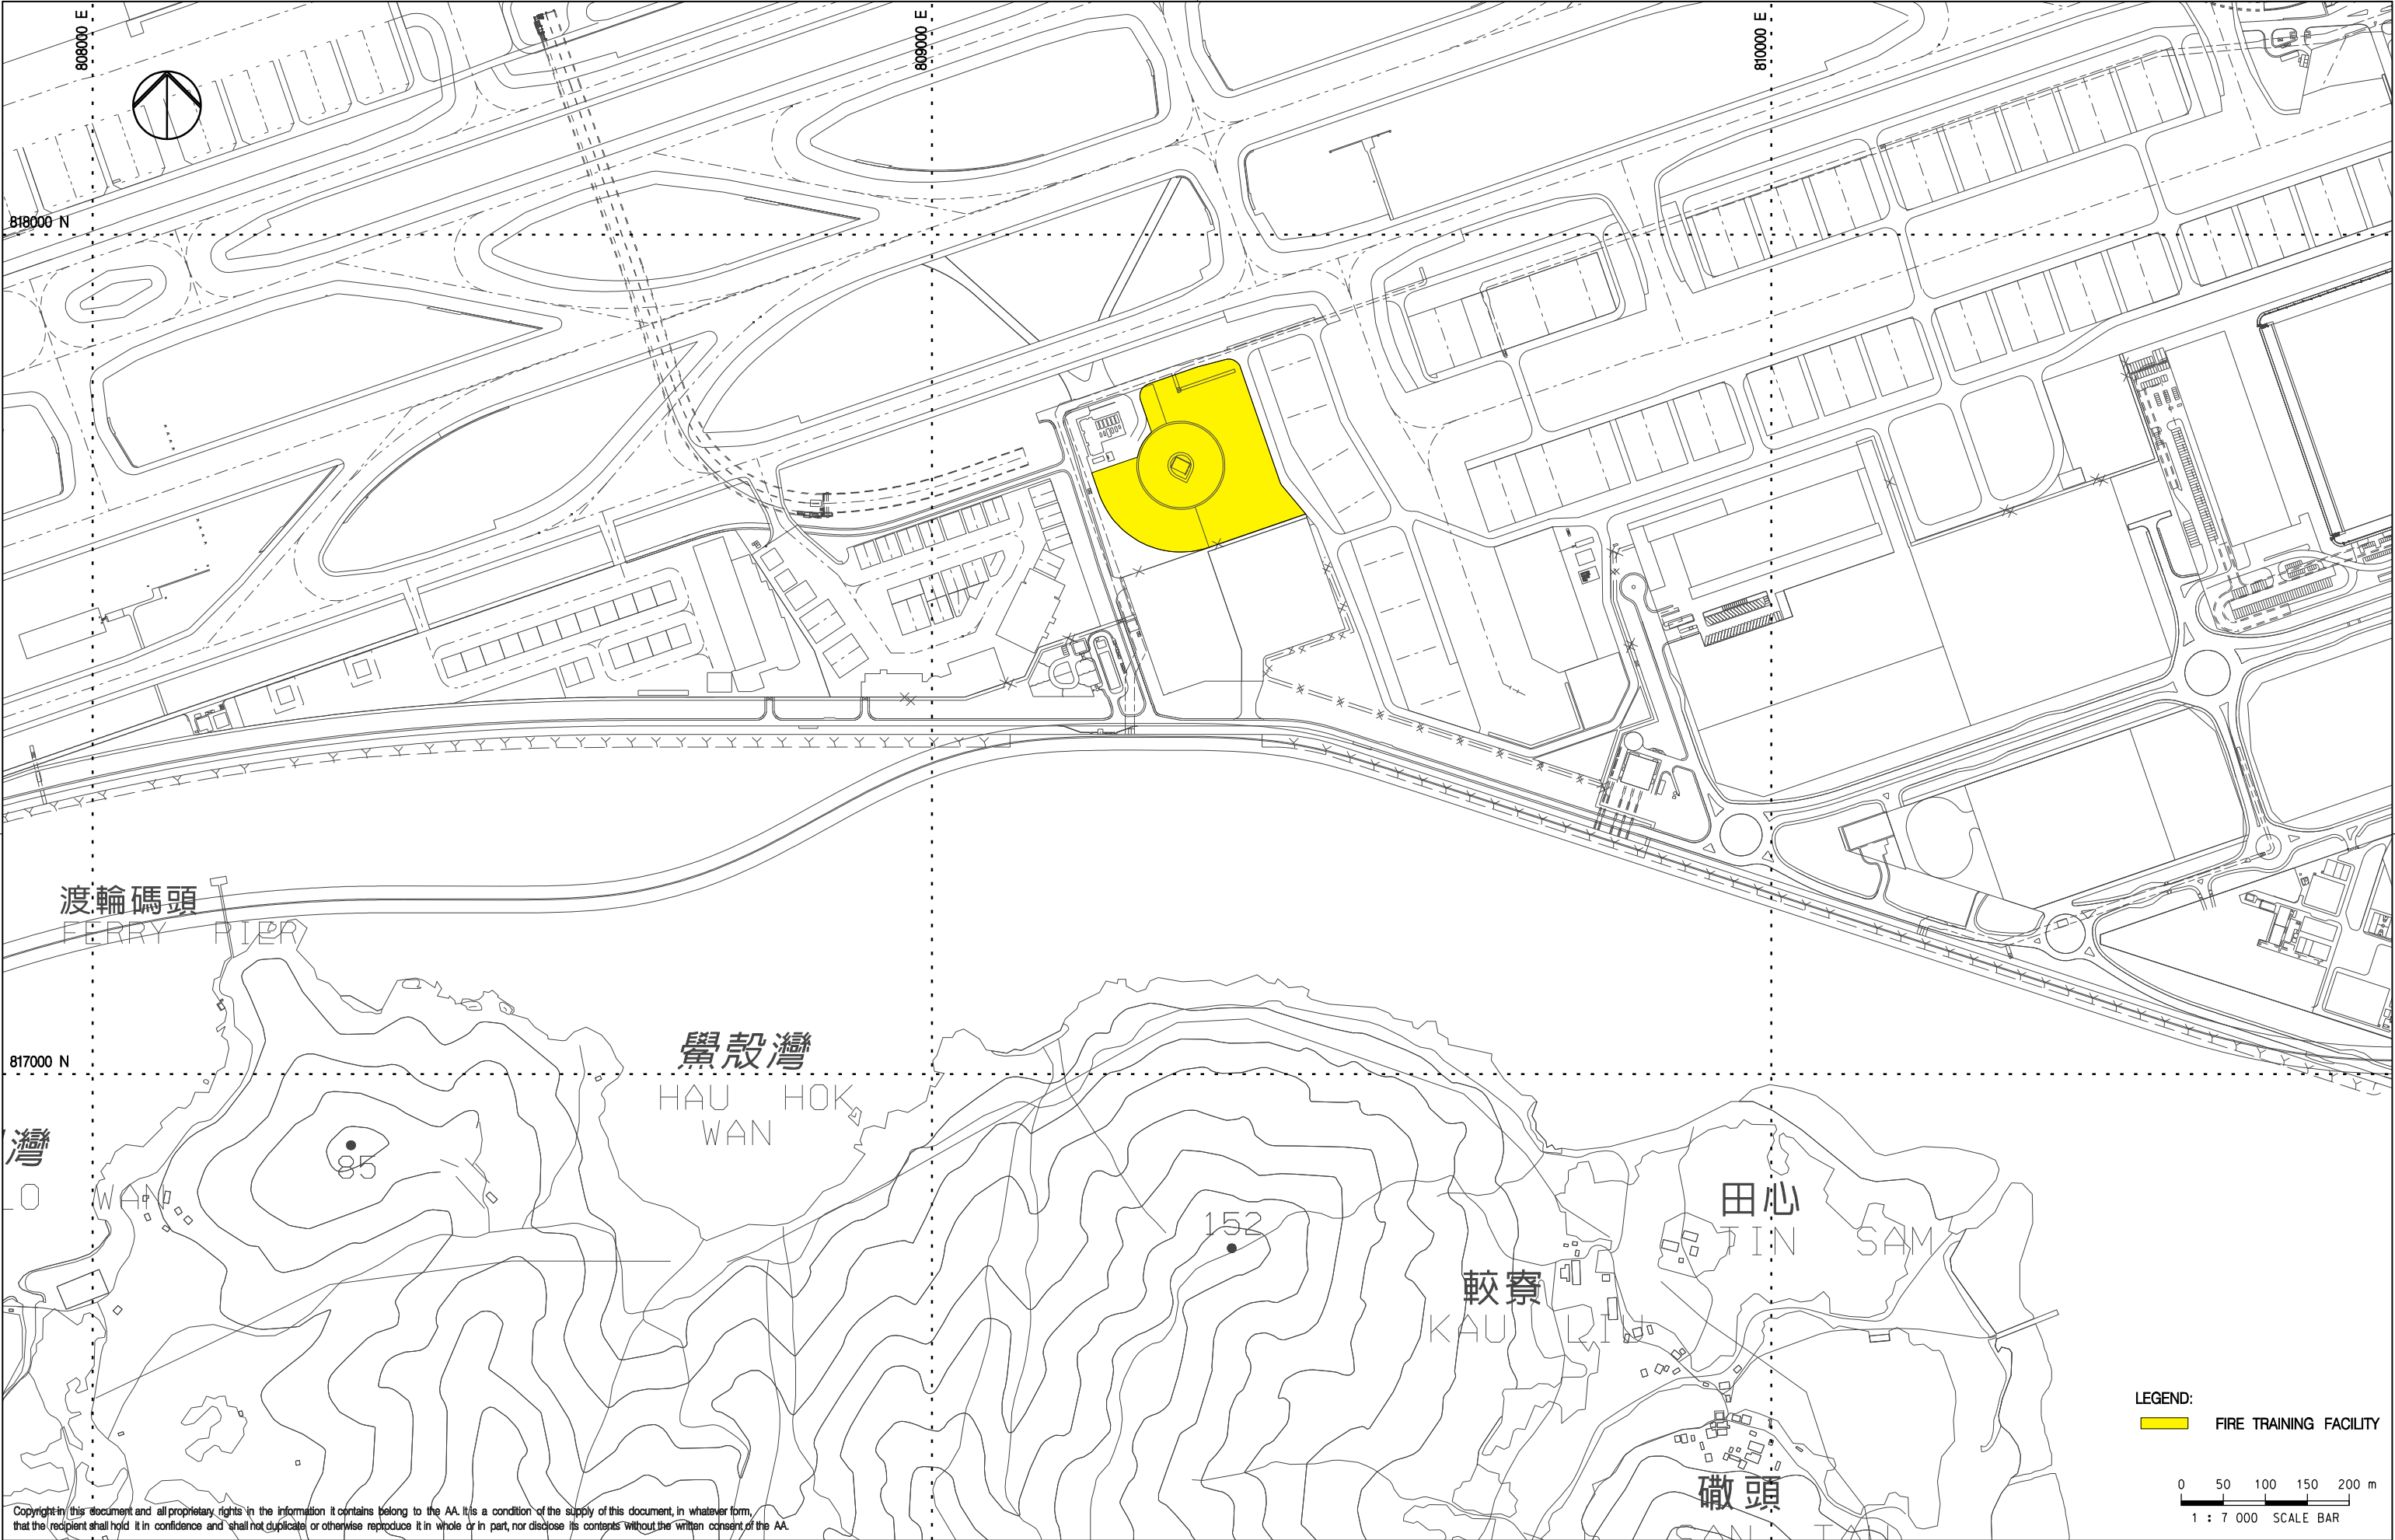 808000 E
809000 E
810000 E
818000 N
渡輪碼頭
FERRY PIER
鱟殼灣
HAU HOK
WAN
817000 N
灣
LO WAN
85
152
田心
TIN SAM
較寮
KAU LIU
LEGEND:
FIRE TRAINING FACILITY
䃟頭
SAN TAU
0 50 100 150 200 m
1 : 7 000 SCALE BAR
Copyright in this document and all proprietary rights in the information it contains belong to the AA. It is a condition of the supply of this document, in whatever form,
that the recipient shall hold it in confidence and shall not duplicate or otherwise reproduce it in whole or in part, nor disclose its contents without the written consent of the AA.